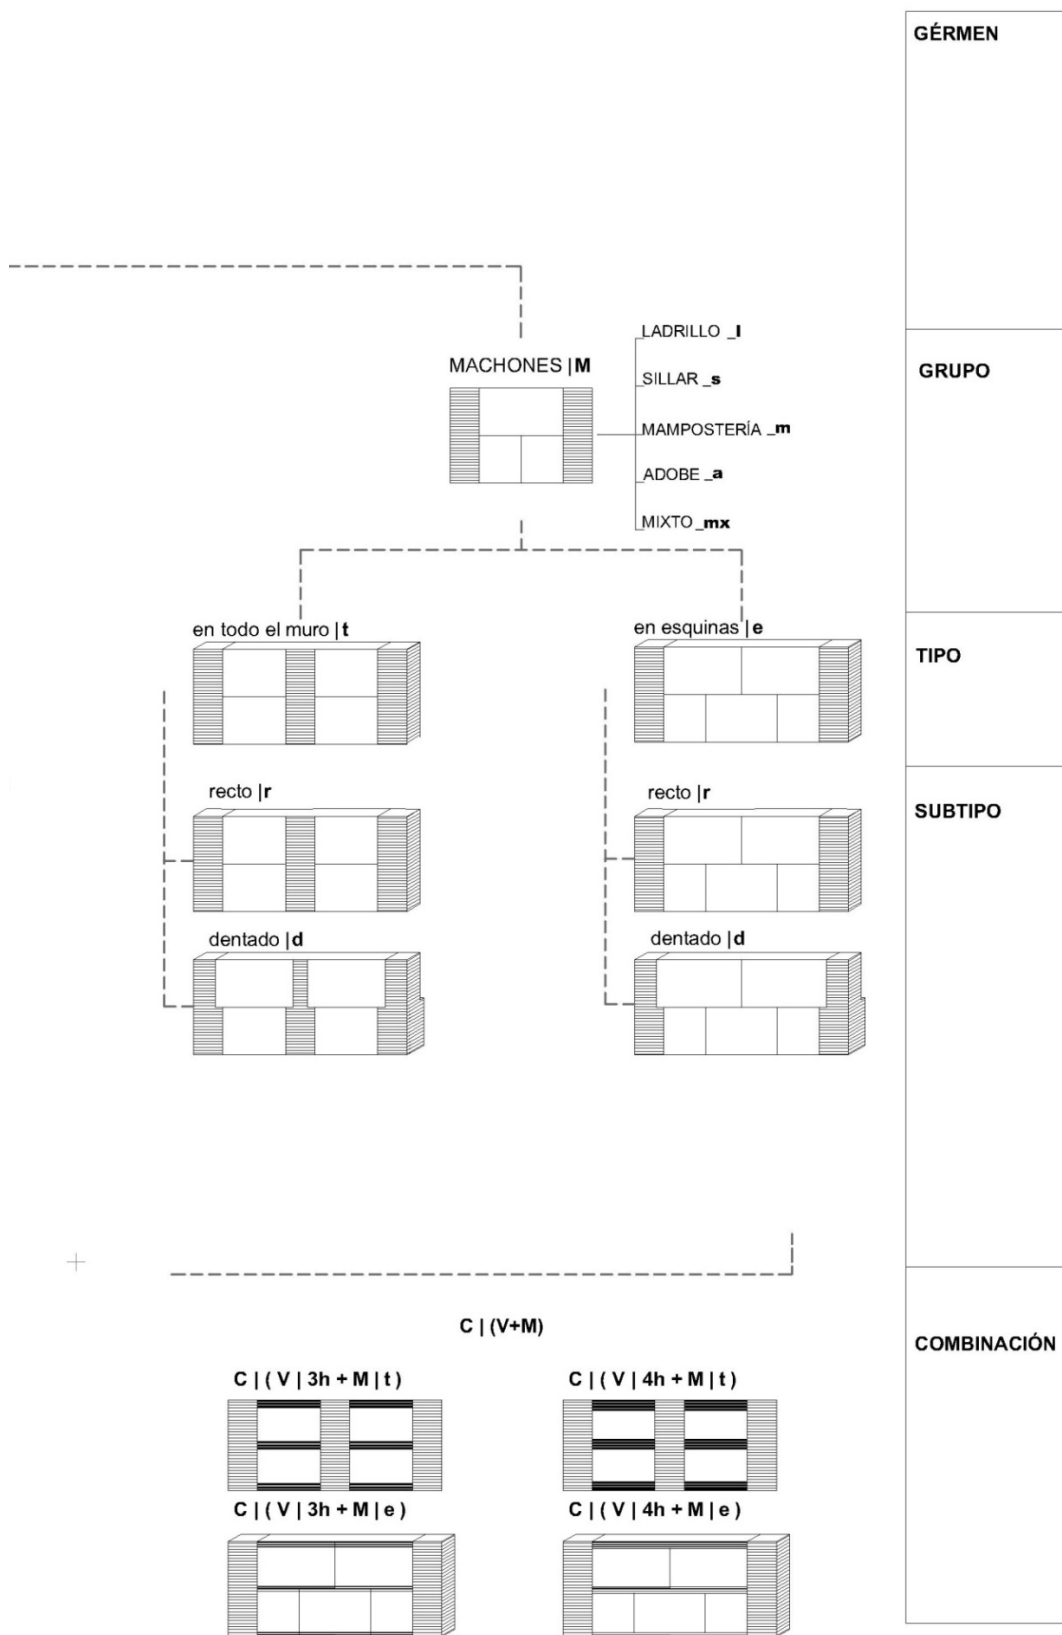 GÉRMEN
LADRILLO _l
MACHONES | M
GRUPO
SILLAR _s
MAMPOSTERÍA _m
ADOBE _a
MIXTO _mx
en todo el muro | t
en esquinas | e
TIPO
recto | r
recto | r
SUBTIPO
dentado | d
dentado | d
C | (V+M)
COMBINACIÓN
C | ( V | 3h + M | t )
C | ( V | 4h + M | t )
C | ( V | 3h + M | e )
C | ( V | 4h + M | e )